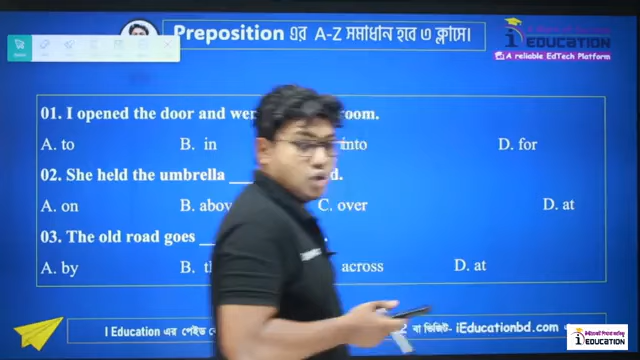 Preposition এর A-Z সমাধান হবে ৩ ক্লাসে।
EDUCATION
A reliable EdTech Platform
01. I opened the door and room.
A. to B. in into D. for
02. She held the umbrella
A. on B. C. over D. at
03. The old road goes
A. by B. across D. at
I Education এর পেইড বা ভিজিট- iEducationbd.com
EDUCATION